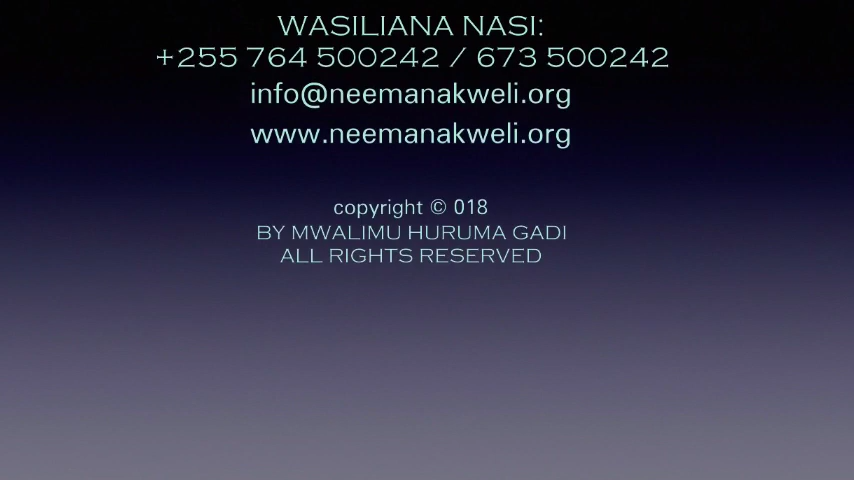 WASILIANA NASI:
+255 764 500242 / 673 500242
info@neemanakweli.org
www.neemanakweli.org
copyright © 018
BY MWALIMU HURUMA GADI
ALL RIGHTS RESERVED